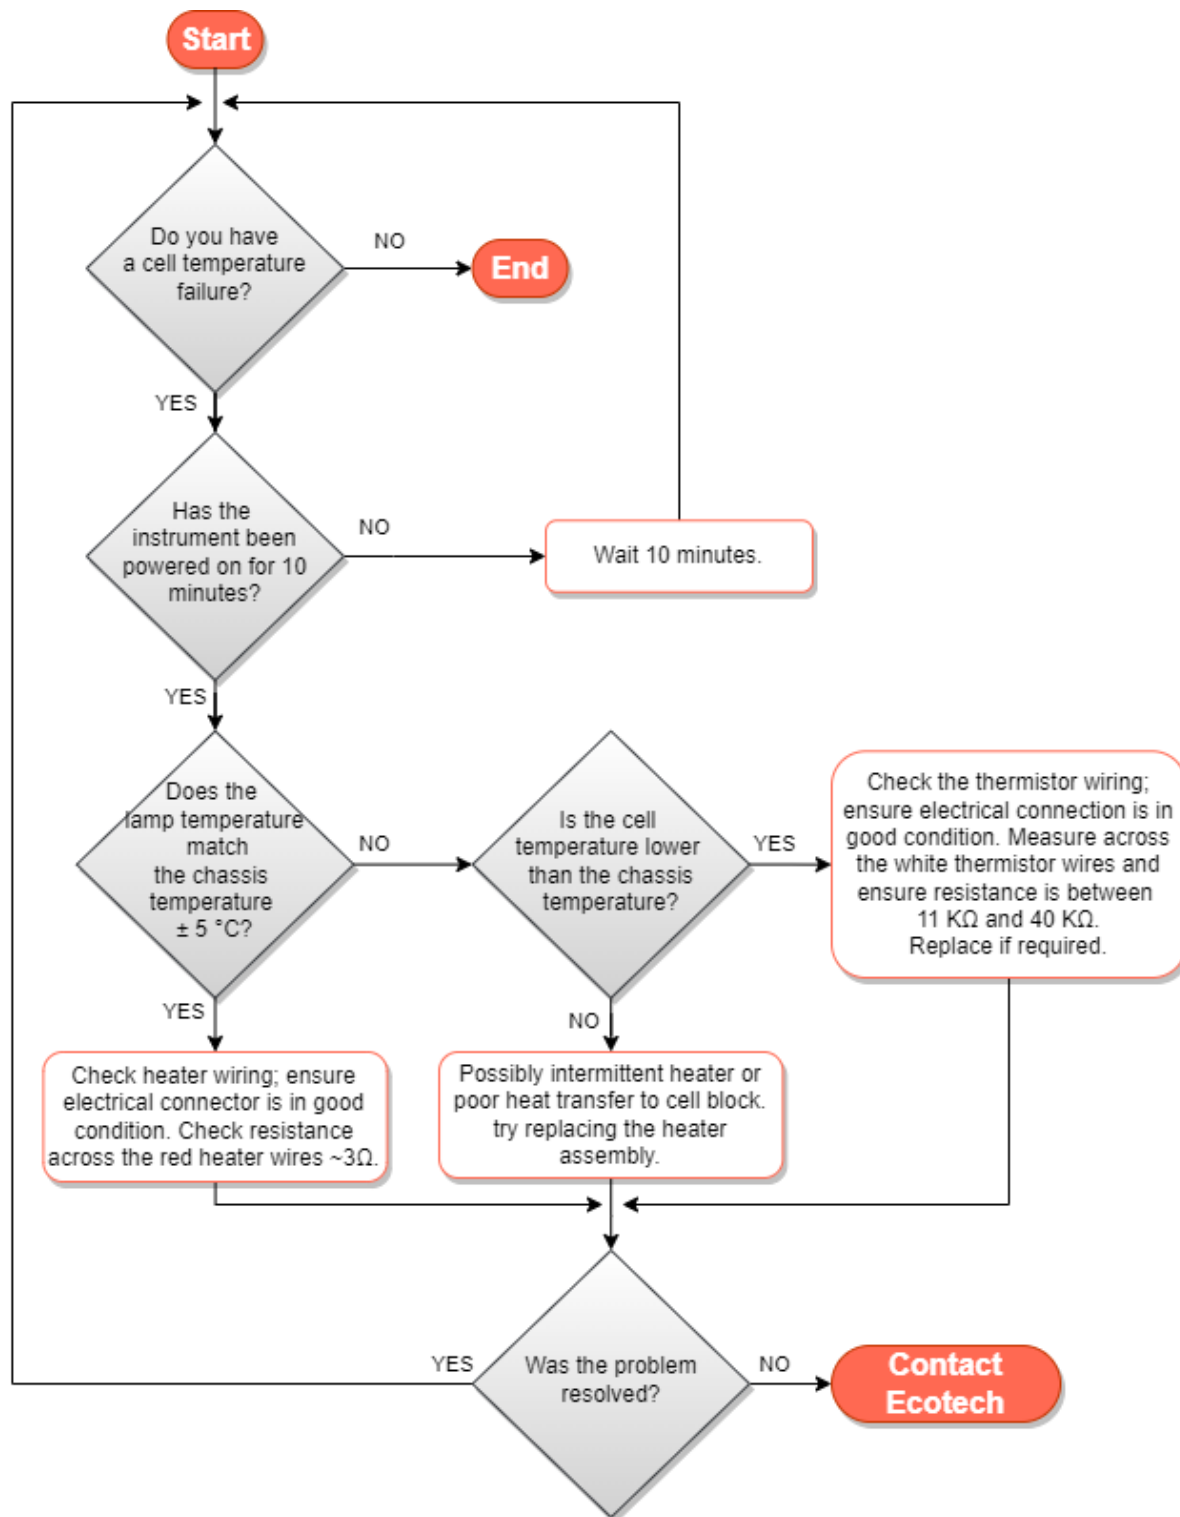 Start
Do you have
a cell temperature
failure?
NO
End
YES
Has the
instrument been
powered on for 10
minutes?
NO
Wait 10 minutes.
YES
Does the
lamp temperature
match
the chassis
temperature
± 5 °C?
NO
Is the cell
temperature lower
than the chassis
temperature?
YES
Check the thermistor wiring;
ensure electrical connection is in
good condition. Measure across
the white thermistor wires and
ensure resistance is between
11 KΩ and 40 KΩ.
Replace if required.
YES
NO
Check heater wiring; ensure
electrical connector is in good
condition. Check resistance
across the red heater wires ~3Ω.
Possibly intermittent heater or
poor heat transfer to cell block.
try replacing the heater
assembly.
YES
Was the problem
resolved?
NO
Contact
Ecotech